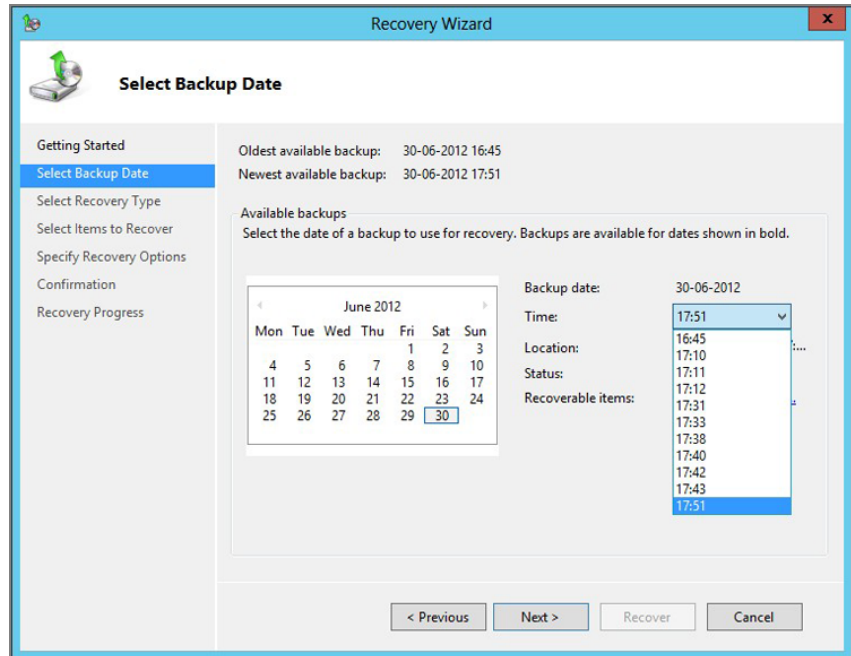 Recovery Wizard
x
Select Backup Date
Getting Started
Select Backup Date
Select Recovery Type
Select Items to Recover
Specify Recovery Options
Confirmation
Recovery Progress
Oldest available backup: 30-06-2012 16:45
Newest available backup: 30-06-2012 17:51
Available backups
Select the date of a backup to use for recovery. Backups are available for dates shown in bold.
June 2012
Mon Tue Wed Thu Fri Sat Sun
1 2 3
4 5 6 7 8 9 10
11 12 13 14 15 16 17
18 19 20 21 22 23 24
25 26 27 28 29 30
Backup date: 30-06-2012
Time: 17:51
Location:
Status:
Recoverable items:
16:45
17:10
17:11
17:12
17:31
17:33
17:38
17:40
17:42
17:43
17:51
< Previous
Next >
Recover
Cancel